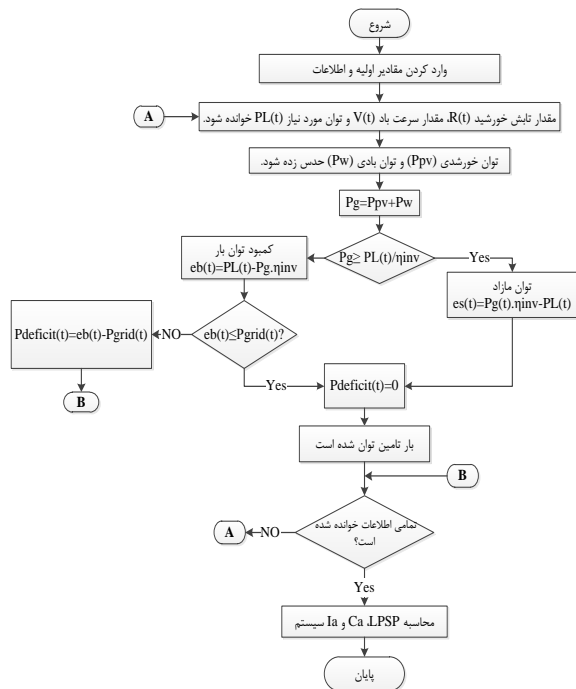 شروع
وارد کردن مقادیر اولیه و اطلاعات
A
مقدار تابش خورشید R(t)، مقدار سرعت باد V(t) و توان مورد نیاز PL(t) خوانده شود.
توان خورشیدی (Ppv) و توان بادی (Pw) حدس زده شود.
Pg=Ppv+Pw
Pg≥ PL(t)/ηinv
Yes
کمبود توان بار
eb(t)=PL(t)-Pg.ηinv
توان مازاد
es(t)=Pg(t).ηinv-PL(t)
eb(t)≤Pgrid(t)?
NO
Pdeficit(t)=eb(t)-Pgrid(t)
B
Yes
Pdeficit(t)=0
بار تامین توان شده است
B
تمامی اطلاعات خوانده شده
است؟
NO
A
Yes
محاسبه LPSP، Ca و Ia سیستم
پایان